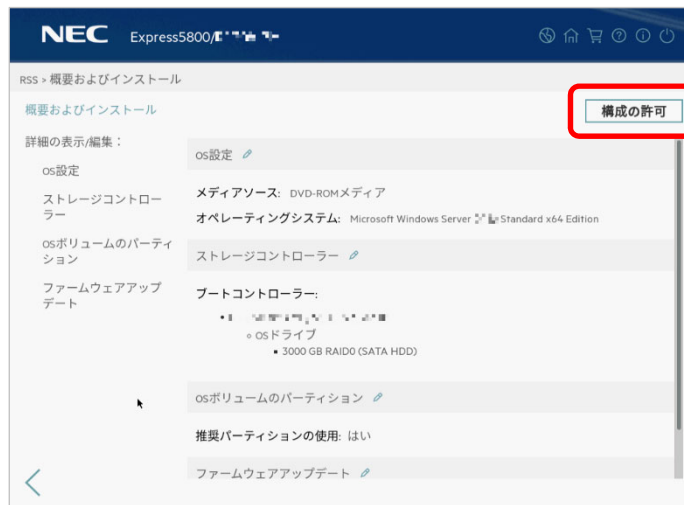 NEC Express5800/
RSS > 概要およびインストール
概要およびインストール
構成の許可
詳細の表示/編集：
OS設定
ストレージコントロー
ラー
OSボリュームのパーティ
ション
ファームウェアアップ
デート
OS設定
メディアソース: DVD-ROMメディア
オペレーティングシステム: Microsoft Windows Server Standard x64 Edition
ストレージコントローラー
ブートコントローラー:
OSドライブ
3000 GB RAID0 (SATA HDD)
OSボリュームのパーティション
推奨パーティションの使用: はい
ファームウェアアップデート